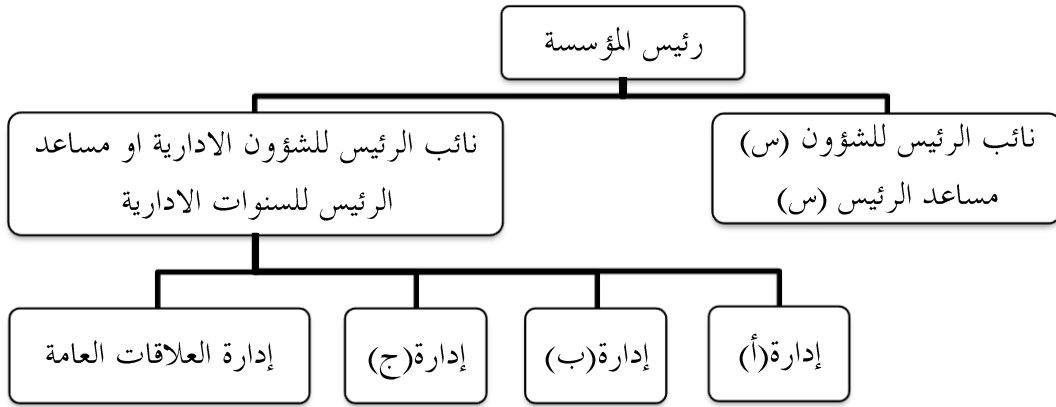 رئيس المؤسسة
نائب الرئيس للشؤون (س)
مساعد الرئيس (س)
نائب الرئيس للشؤون الادارية او مساعد
الرئيس للسنوات الادارية
إدارة(أ)
إدارة(ب)
إدارة(ج)
إدارة العلاقات العامة